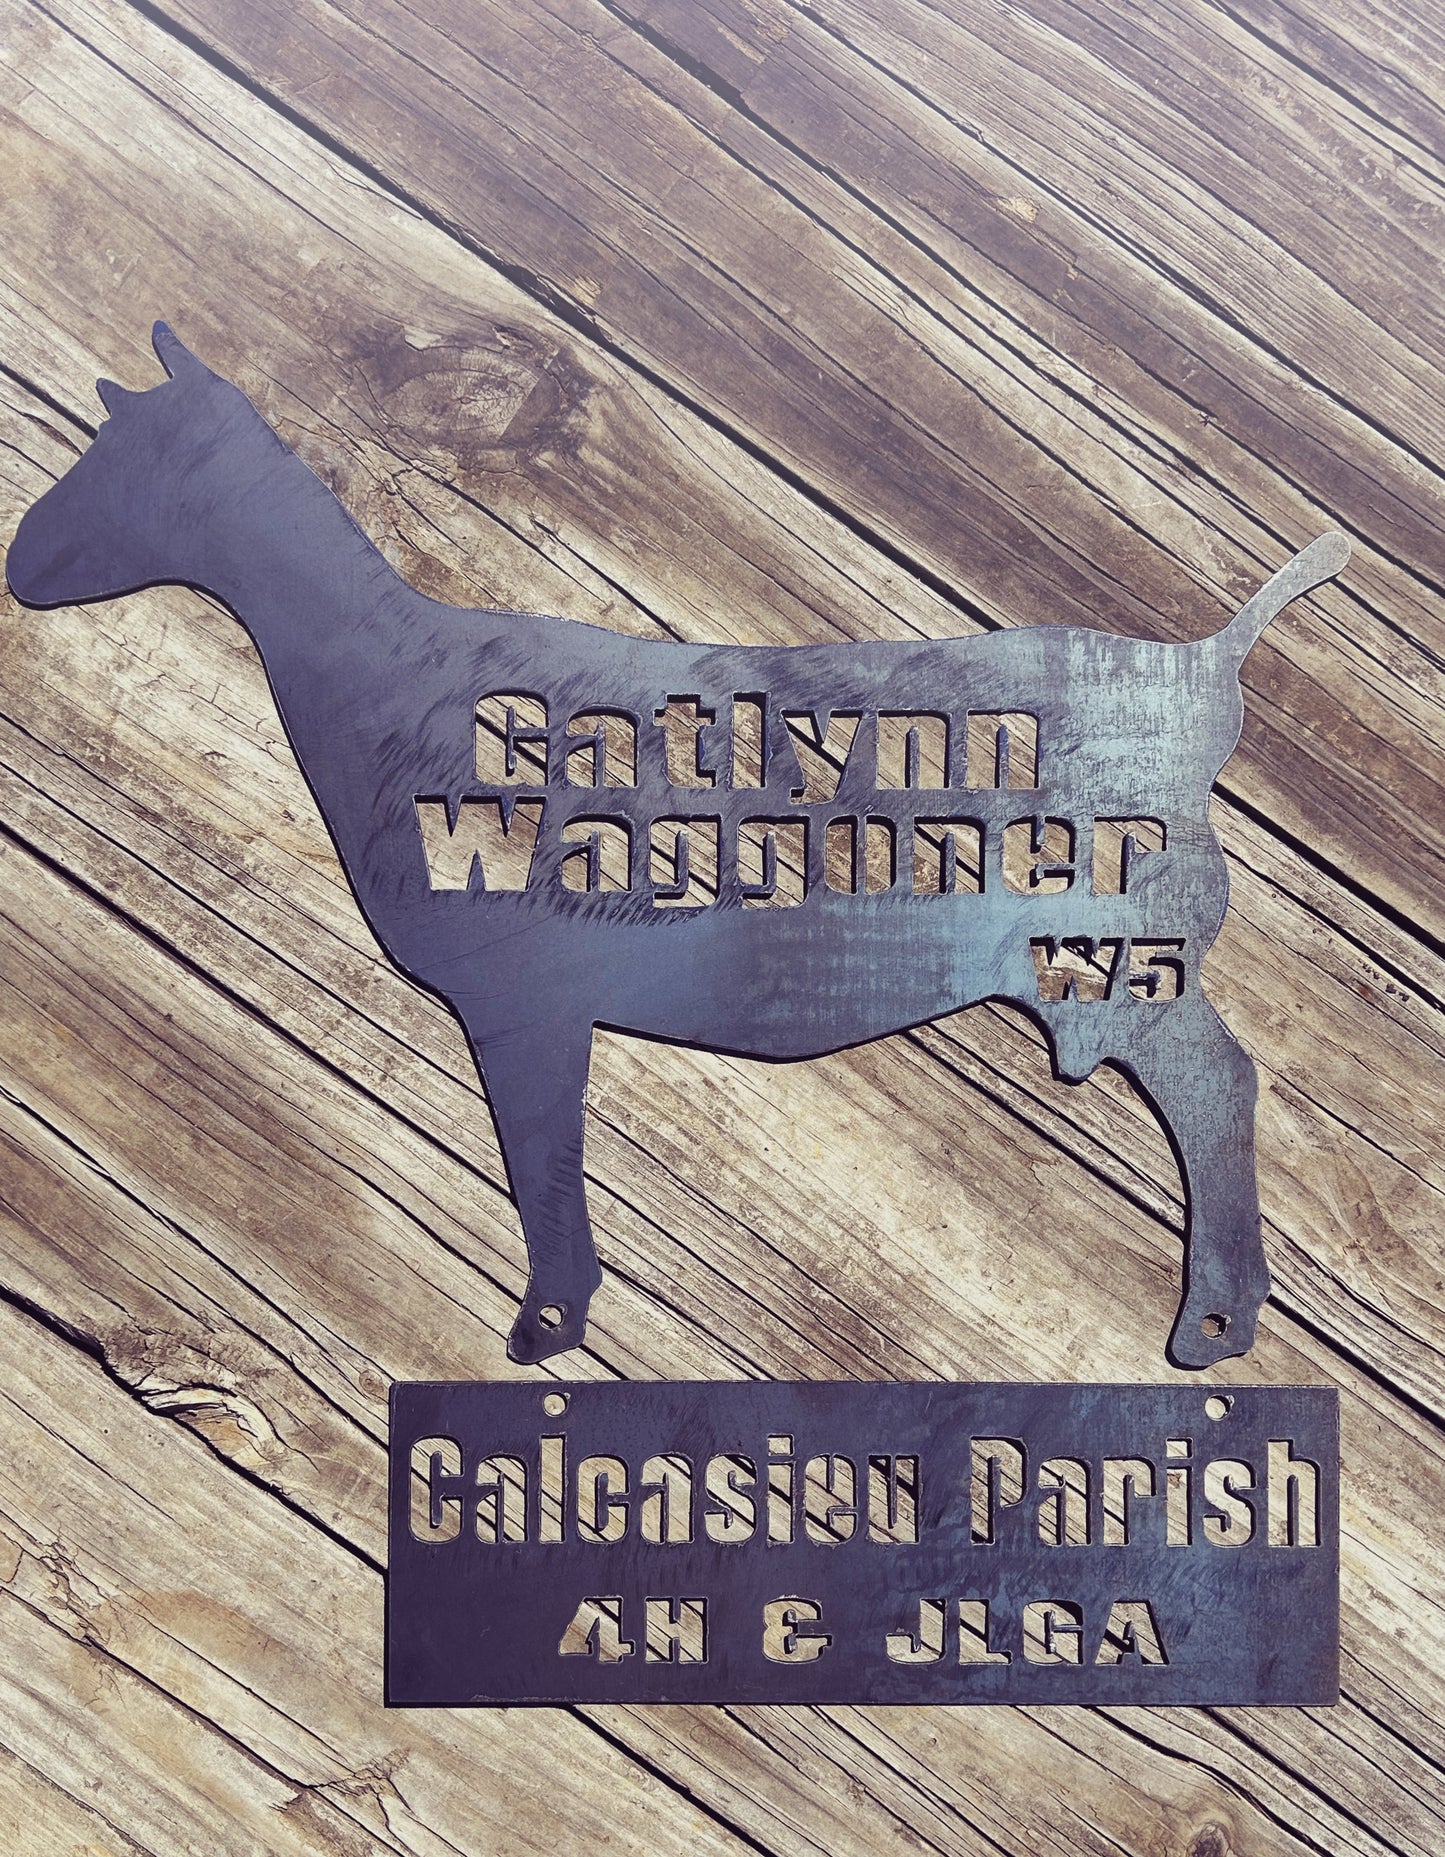 Gatlynn
Waggoner
W5
Calcasieu Parish
4H & JLGA